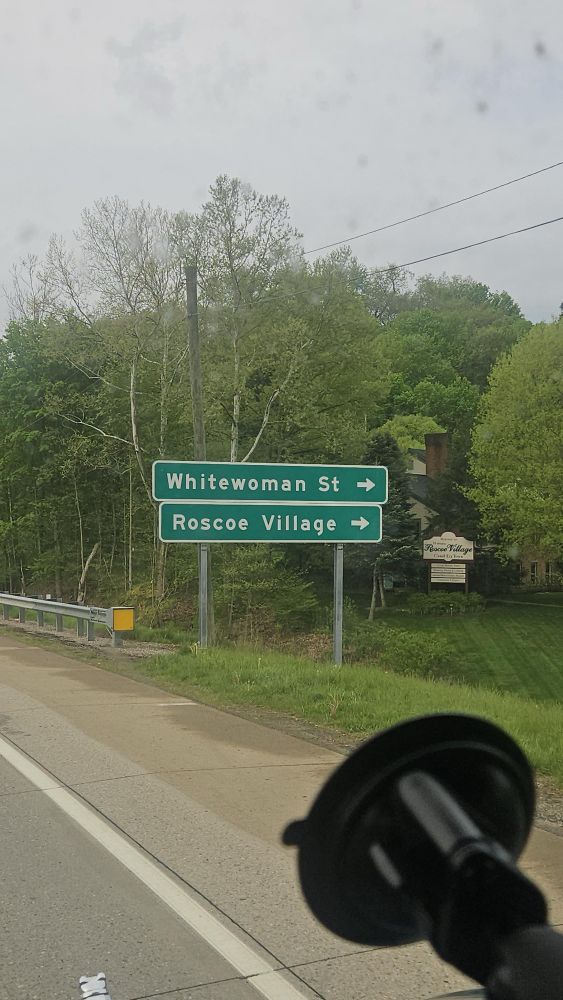 Whitewoman St →
Roscoe Village →
Roscoe Village